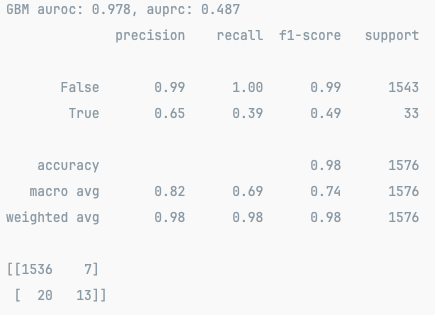 GBM auroc: 0.978, auprc: 0.487
precision recall f1-score support
False 0.99 1.00 0.99 1543
True 0.65 0.39 0.49 33
accuracy 0.98 1576
macro avg 0.82 0.69 0.74 1576
weighted avg 0.98 0.98 0.98 1576
[[1536 7]
[ 20 13]]